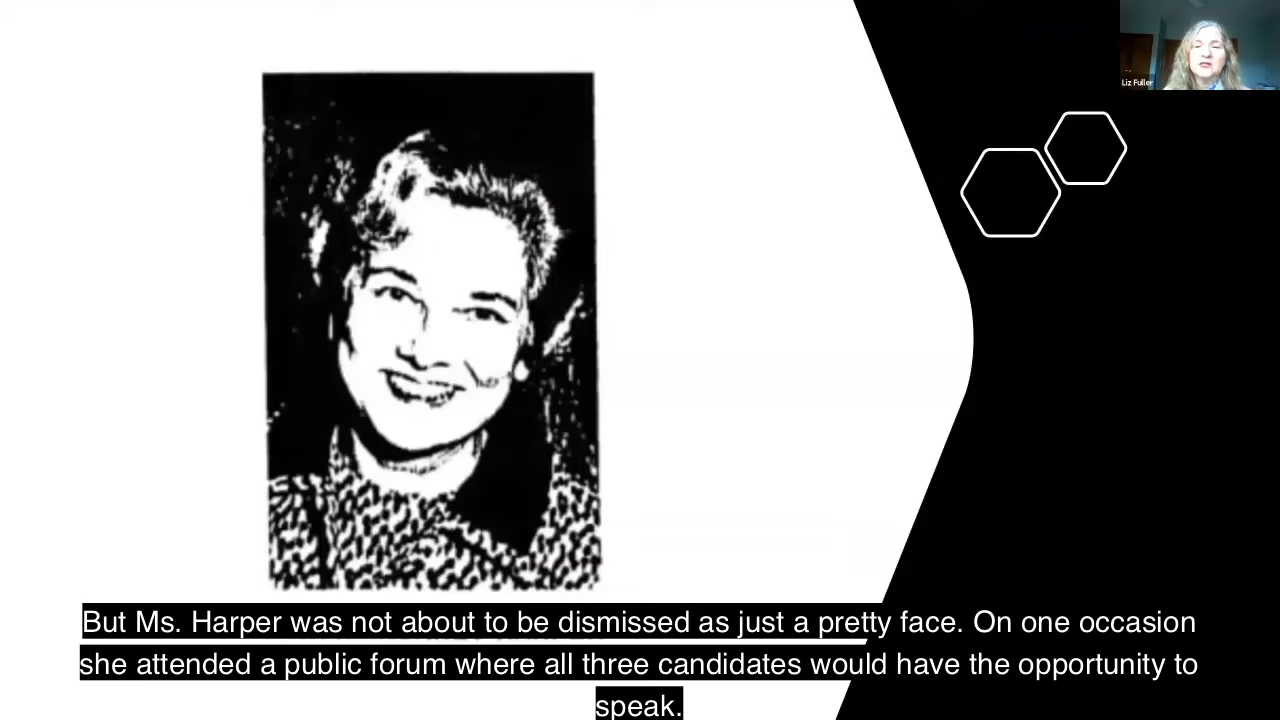 Liz Fuller
But Ms. Harper was not about to be dismissed as just a pretty face. On one occasion
she attended a public forum where all three candidates would have the opportunity to
speak.